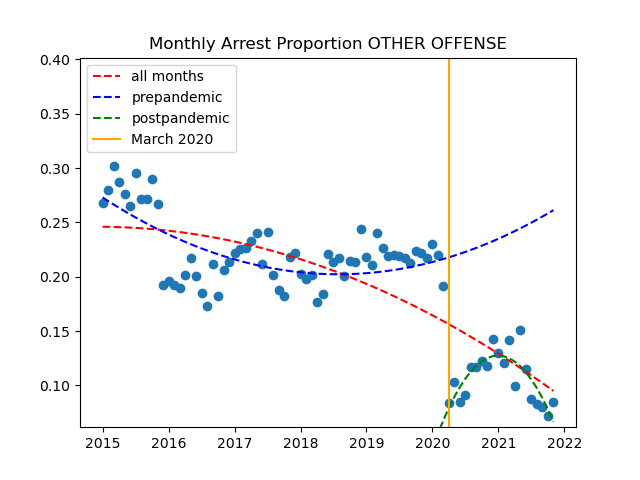 Monthly Arrest Proportion OTHER OFFENSE
0.40
0.35
0.30
0.25
0.20
0.15
0.10
all months
prepandemic
postpandemic
March 2020
2015 2016 2017 2018 2019 2020 2021 2022